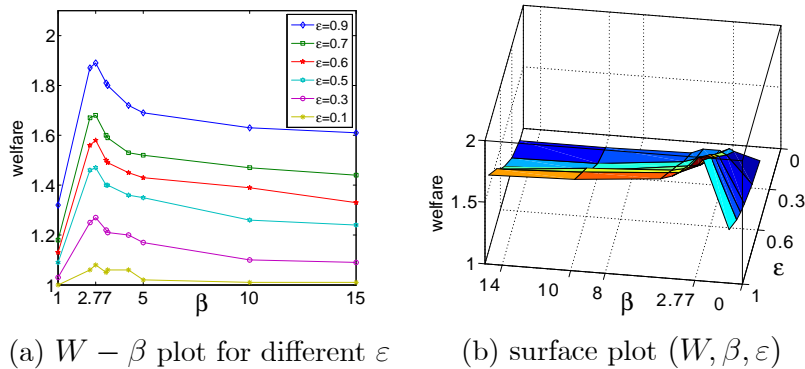 2
1.8
1.6
1.4
1.2
1
welfare
1 2.77 5 10 15
β
ε=0.9
ε=0.7
ε=0.6
ε=0.5
ε=0.3
ε=0.1
2
1.5
1
welfare
14 10 8 2.77 0
β
0
0.3
0.6
1
ε
(a) W − β plot for different ε
(b) surface plot (W, β, ε)